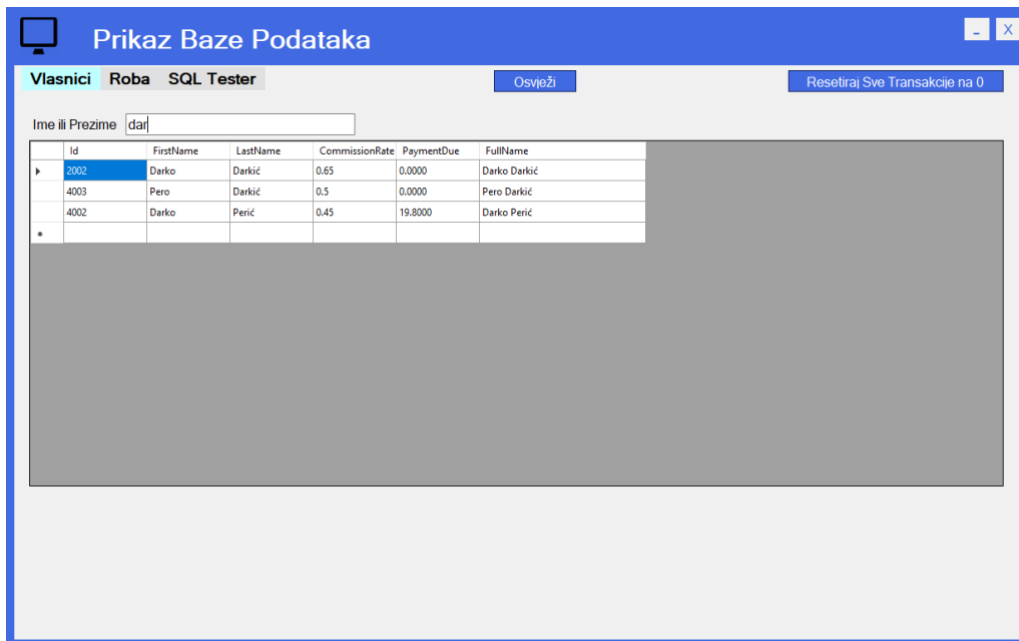 Prikaz Baze Podataka
_ X
Vlasnici Roba SQL Tester Osvježi Resetiraj Sve Transakcije na 0
Ime ili Prezime dar
Id FirstName LastName CommissionRate PaymentDue FullName
2002 Darko Darkić 0.65 0.0000 Darko Darkić
4003 Pero Darkić 0.5 0.0000 Pero Darkić
4002 Darko Perić 0.45 19.8000 Darko Perić